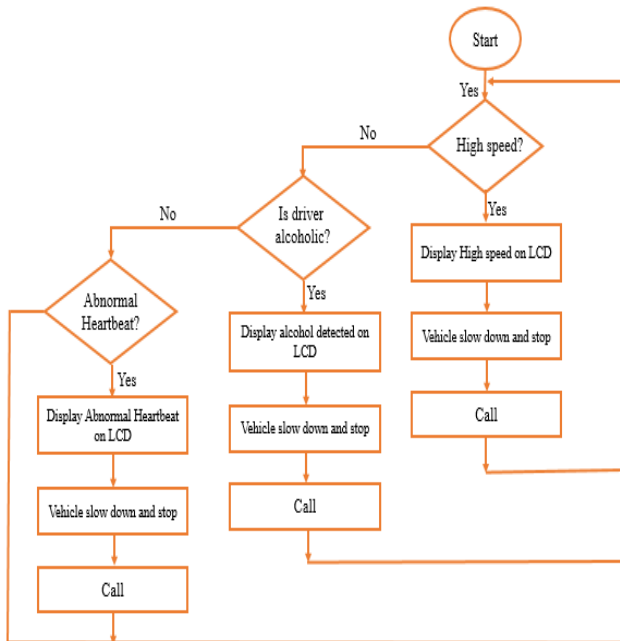 Start
Yes
High speed?
No
Yes
Display High speed on LCD
Vehicle slow down and stop
Call
Is driver
alcoholic?
No
Yes
Display alcohol detected on
LCD
Vehicle slow down and stop
Call
Abnormal
Heartbeat?
Yes
Display Abnormal Heartbeat
on LCD
Vehicle slow down and stop
Call